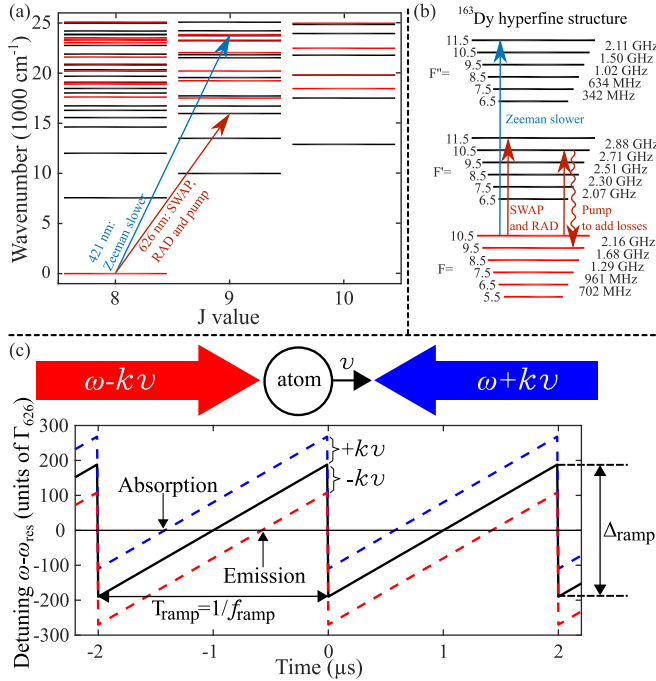 (a)
Wavenumber (1000 cm⁻¹)
25
20
15
10
5
0
421 nm:
Zeeman slower
626 nm: SWAP,
RAD and pump
8
9
10
J value
(b)
¹⁶³Dy hyperfine structure
11.5
10.5
9.5
8.5
7.5
6.5
F"=
2.11 GHz
1.50 GHz
1.02 GHz
634 MHz
342 MHz
Zeeman slower
11.5
10.5
9.5
8.5
7.5
6.5
F'=
2.88 GHz
2.71 GHz
2.51 GHz
2.30 GHz
2.07 GHz
SWAP
and RAD
Pump
to add losses
10.5
9.5
8.5
7.5
6.5
5.5
F=
2.16 GHz
1.68 GHz
1.29 GHz
961 MHz
702 MHz
(c)
ω-kυ
atom
υ
ω+kυ
Detuning ω-ω_res (units of Γ₆₂₆)
300
200
100
0
-100
-200
-300
Absorption
Emission
+kυ
-kυ
Δ_ramp
T_ramp=1/f_ramp
-2
-1
0
1
2
Time (µs)